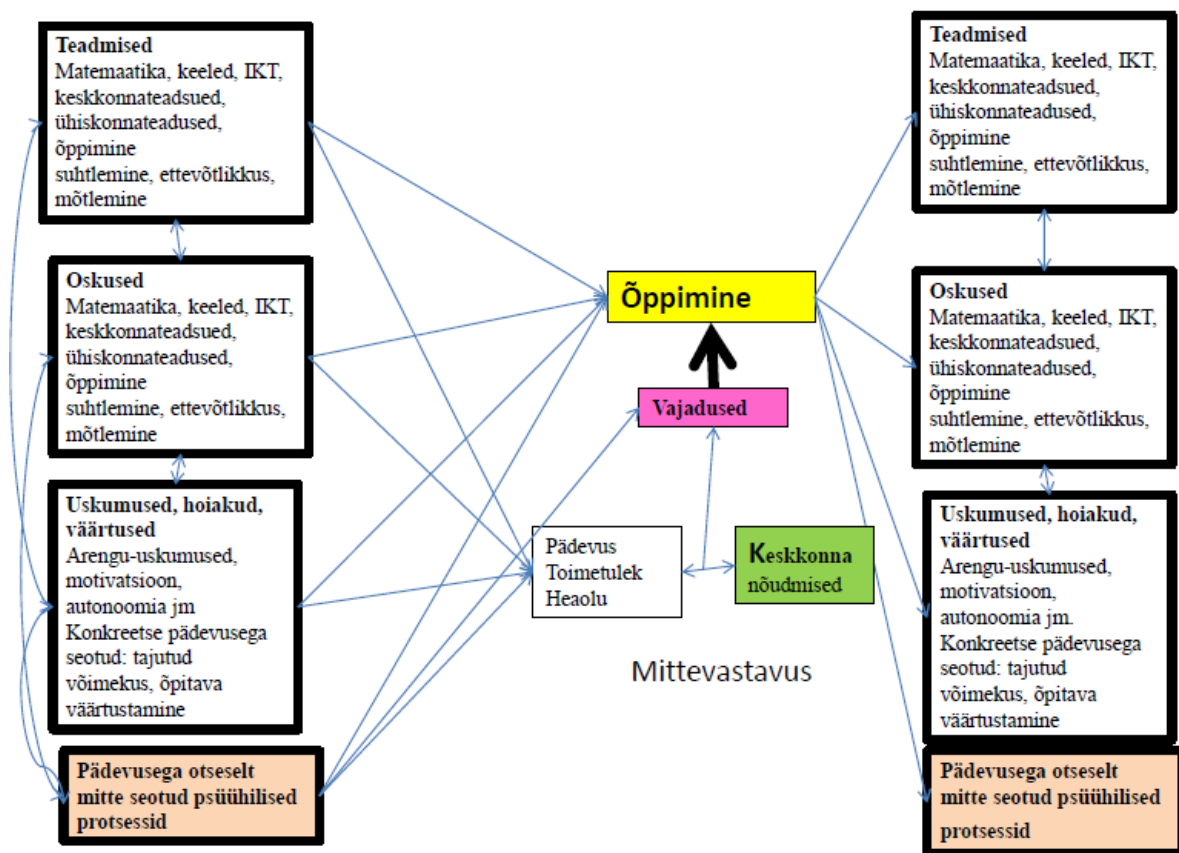 Teadmised
Matemaatika, keeled, IKT,
keskkonnateadsued,
ühiskonnateadused,
õppimine
suhtlemine, ettevõtlikkus,
mõtlemine
Oskused
Matemaatika, keeled, IKT,
keskkonnateadsued,
ühiskonnateadused,
õppimine
suhtlemine, ettevõtlikkus,
mõtlemine
Uskumused, hoiakud,
väärtused
Arengu-uskumused,
motivatsioon,
autonoomia jm
Konkreetse pädevusega
seotud: tajutud
võimekus, õpitava
väärtustamine
Pädevusega otseselt
mitte seotud psüühilised
protsessid
Õppimine
Vajadused
Pädevus
Toimetulek
Heaolu
Keskkonna
nõudmised
Mittevastavus
Teadmised
Matemaatika, keeled, IKT,
keskkonnateadsued,
ühiskonnateadused,
õppimine
suhtlemine, ettevõtlikkus,
mõtlemine
Oskused
Matemaatika, keeled, IKT,
keskkonnateadsued,
ühiskonnateadused,
õppimine
suhtlemine, ettevõtlikkus,
mõtlemine
Uskumused, hoiakud,
väärtused
Arengu-uskumused,
motivatsioon,
autonoomia jm.
Konkreetse pädevusega
seotud: tajutud
võimekus, õpitava
väärtustamine
Pädevusega otseselt
mitte seotud psüühilised
protsessid